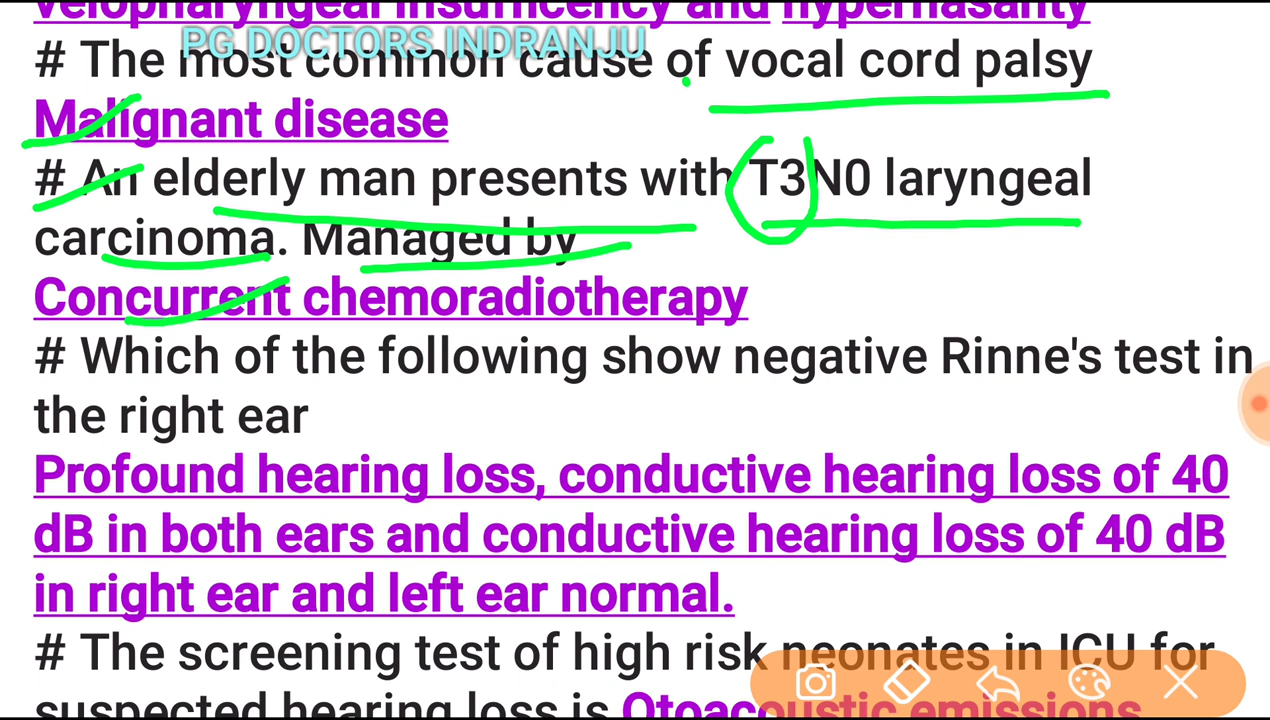 velopharyngeal insufficency and hypernasality
PG DOCTORS INDRANJU
# The most common cause of vocal cord palsy
Malignant disease
# An elderly man presents with T3N0 laryngeal
carcinoma. Managed by
Concurrent chemoradiotherapy
# Which of the following show negative Rinne's test in
the right ear
Profound hearing loss, conductive hearing loss of 40
dB in both ears and conductive hearing loss of 40 dB
in right ear and left ear normal.
# The screening test of high risk neonates in ICU for
suspected hearing loss is Otoacoustic emissions